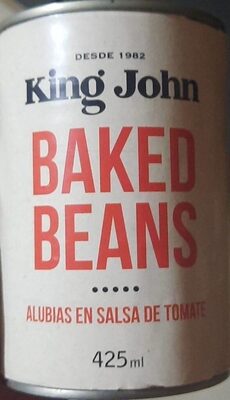 DESDE 1982
King John
BAKED
BEANS
•••••
ALUBIAS EN SALSA DE TOMATE
425ml